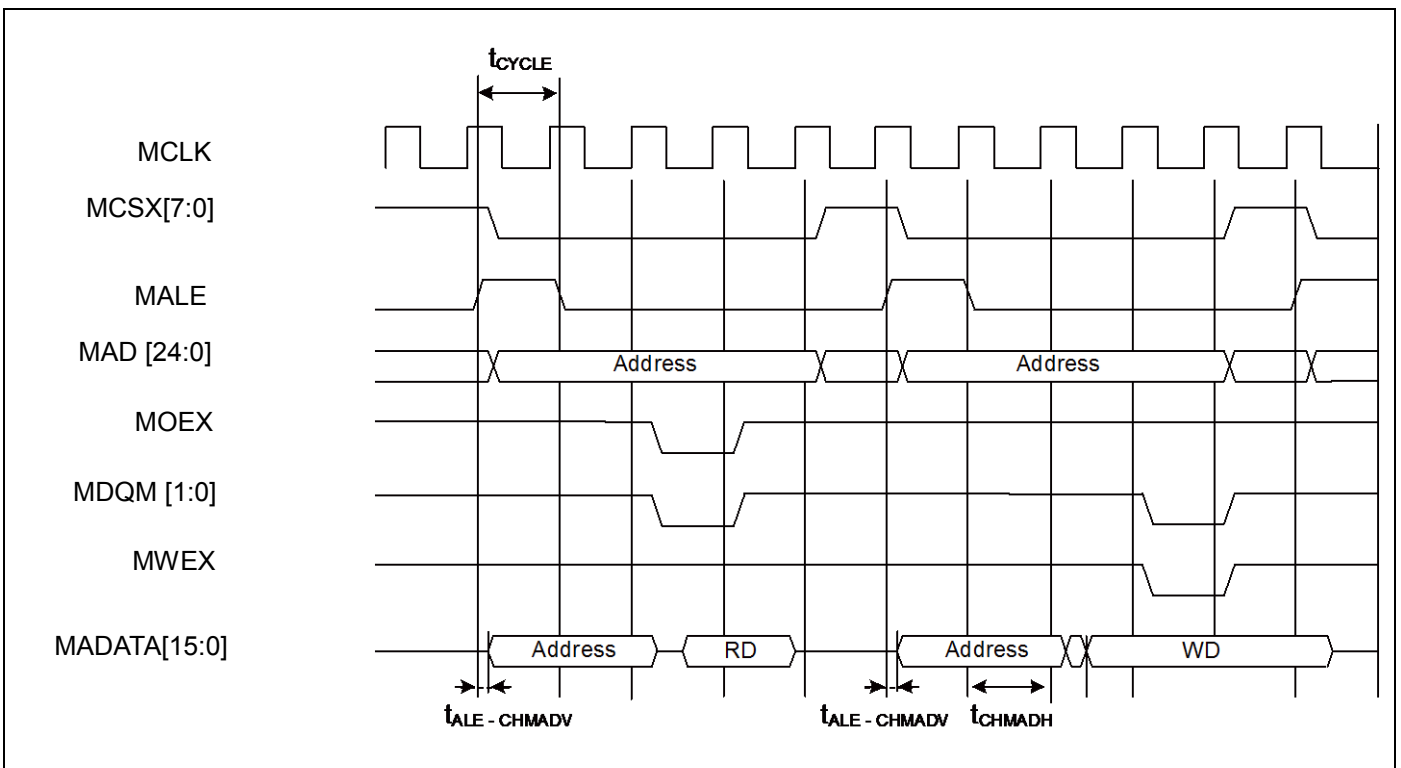 tCYCLE
MCLK
MCSX[7:0]
MALE
MAD [24:0]
Address Address
MOEX
MDQM [1:0]
MWEX
MADATA[15:0]
Address RD Address WD
tALE - CHMADV tALE - CHMADV tCHMADH